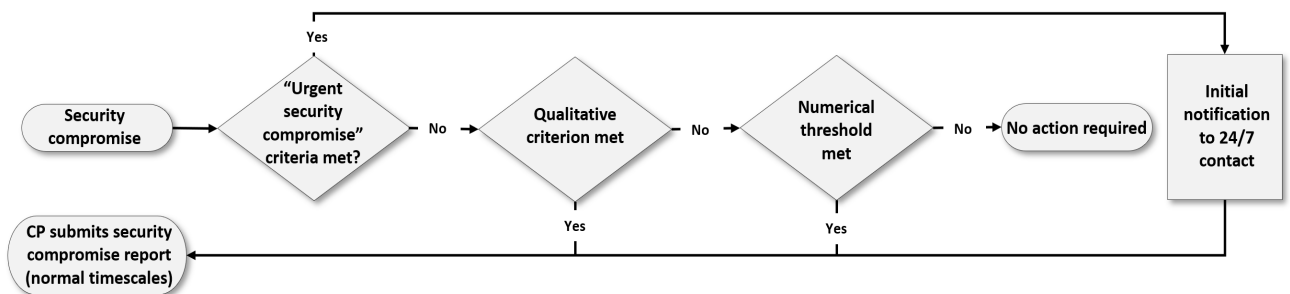 Yes
Security
compromise
“Urgent
security
compromise”
criteria met?
No
Qualitative
criterion met
No
Numerical
threshold
met
No
No action required
Initial
notification
to 24/7
contact
Yes
Yes
CP submits security
compromise report
(normal timescales)